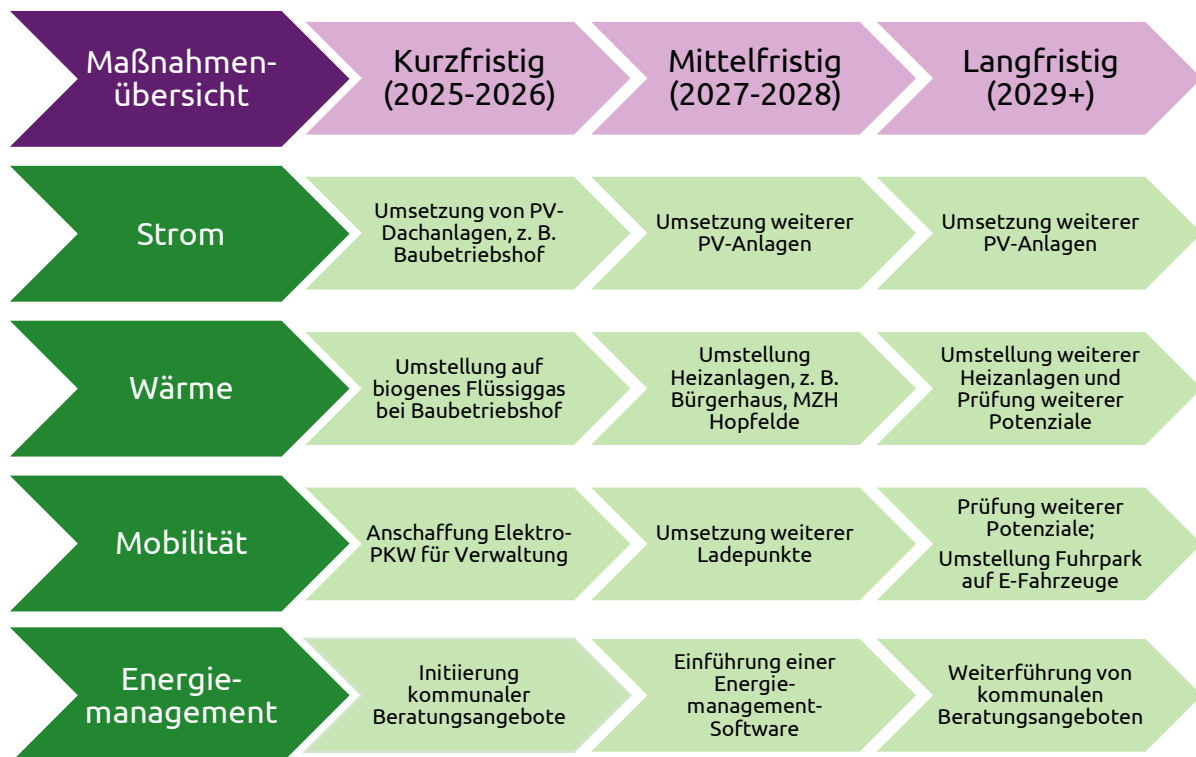 Maßnahmen-
übersicht
Kurzfristig
(2025-2026)
Mittelfristig
(2027-2028)
Langfristig
(2029+)
Strom
Umsetzung von PV-
Dachanlagen, z. B.
Baubetriebshof
Umsetzung weiterer
PV-Anlagen
Umsetzung weiterer
PV-Anlagen
Wärme
Umstellung auf
biogenes Flüssiggas
bei Baubetriebshof
Umstellung
Heizanlagen, z. B.
Bürgerhaus, MZH
Hopfelde
Umstellung weiterer
Heizanlagen und
Prüfung weiterer
Potenziale
Mobilität
Anschaffung Elektro-
PKW für Verwaltung
Umsetzung weiterer
Ladepunkte
Prüfung weiterer
Potenziale;
Umstellung Fuhrpark
auf E-Fahrzeuge
Energie-
management
Initiierung
kommunaler
Beratungsangebote
Einführung einer
Energie-
management-
Software
Weiterführung von
kommunalen
Beratungsangeboten